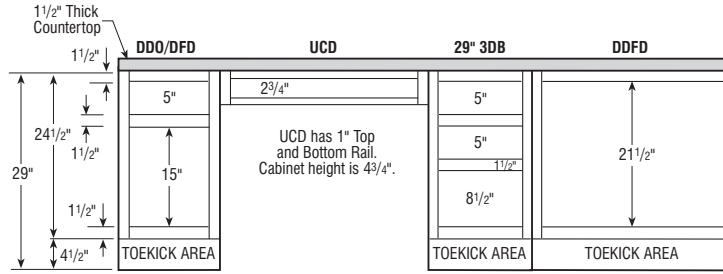 1 1/2" Thick
Countertop
DDO/DFD
UCD
29" 3DB
DDFD
1 1/2"
5"
2 3/4"
5"
24 1/2"
1 1/2"
29"
15"
UCD has 1" Top
and Bottom Rail.
Cabinet height is 4 3/4".
5"
1 1/2"
21 1/2"
8 1/2"
1 1/2"
4 1/2"
TOEKICK AREA
TOEKICK AREA
TOEKICK AREA